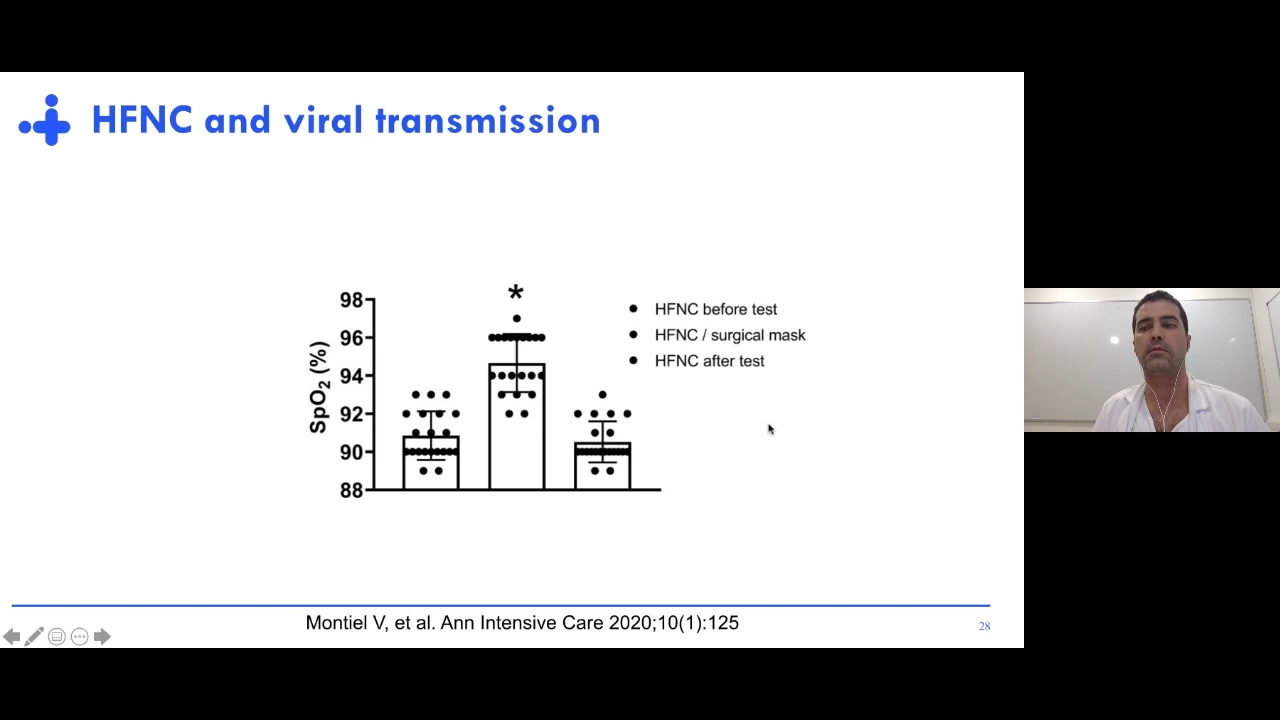 HFNC and viral transmission
*
98
96
94
92
90
88
SpO2 (%)
HFNC before test
HFNC / surgical mask
HFNC after test
Montiel V, et al. Ann Intensive Care 2020;10(1):125
28